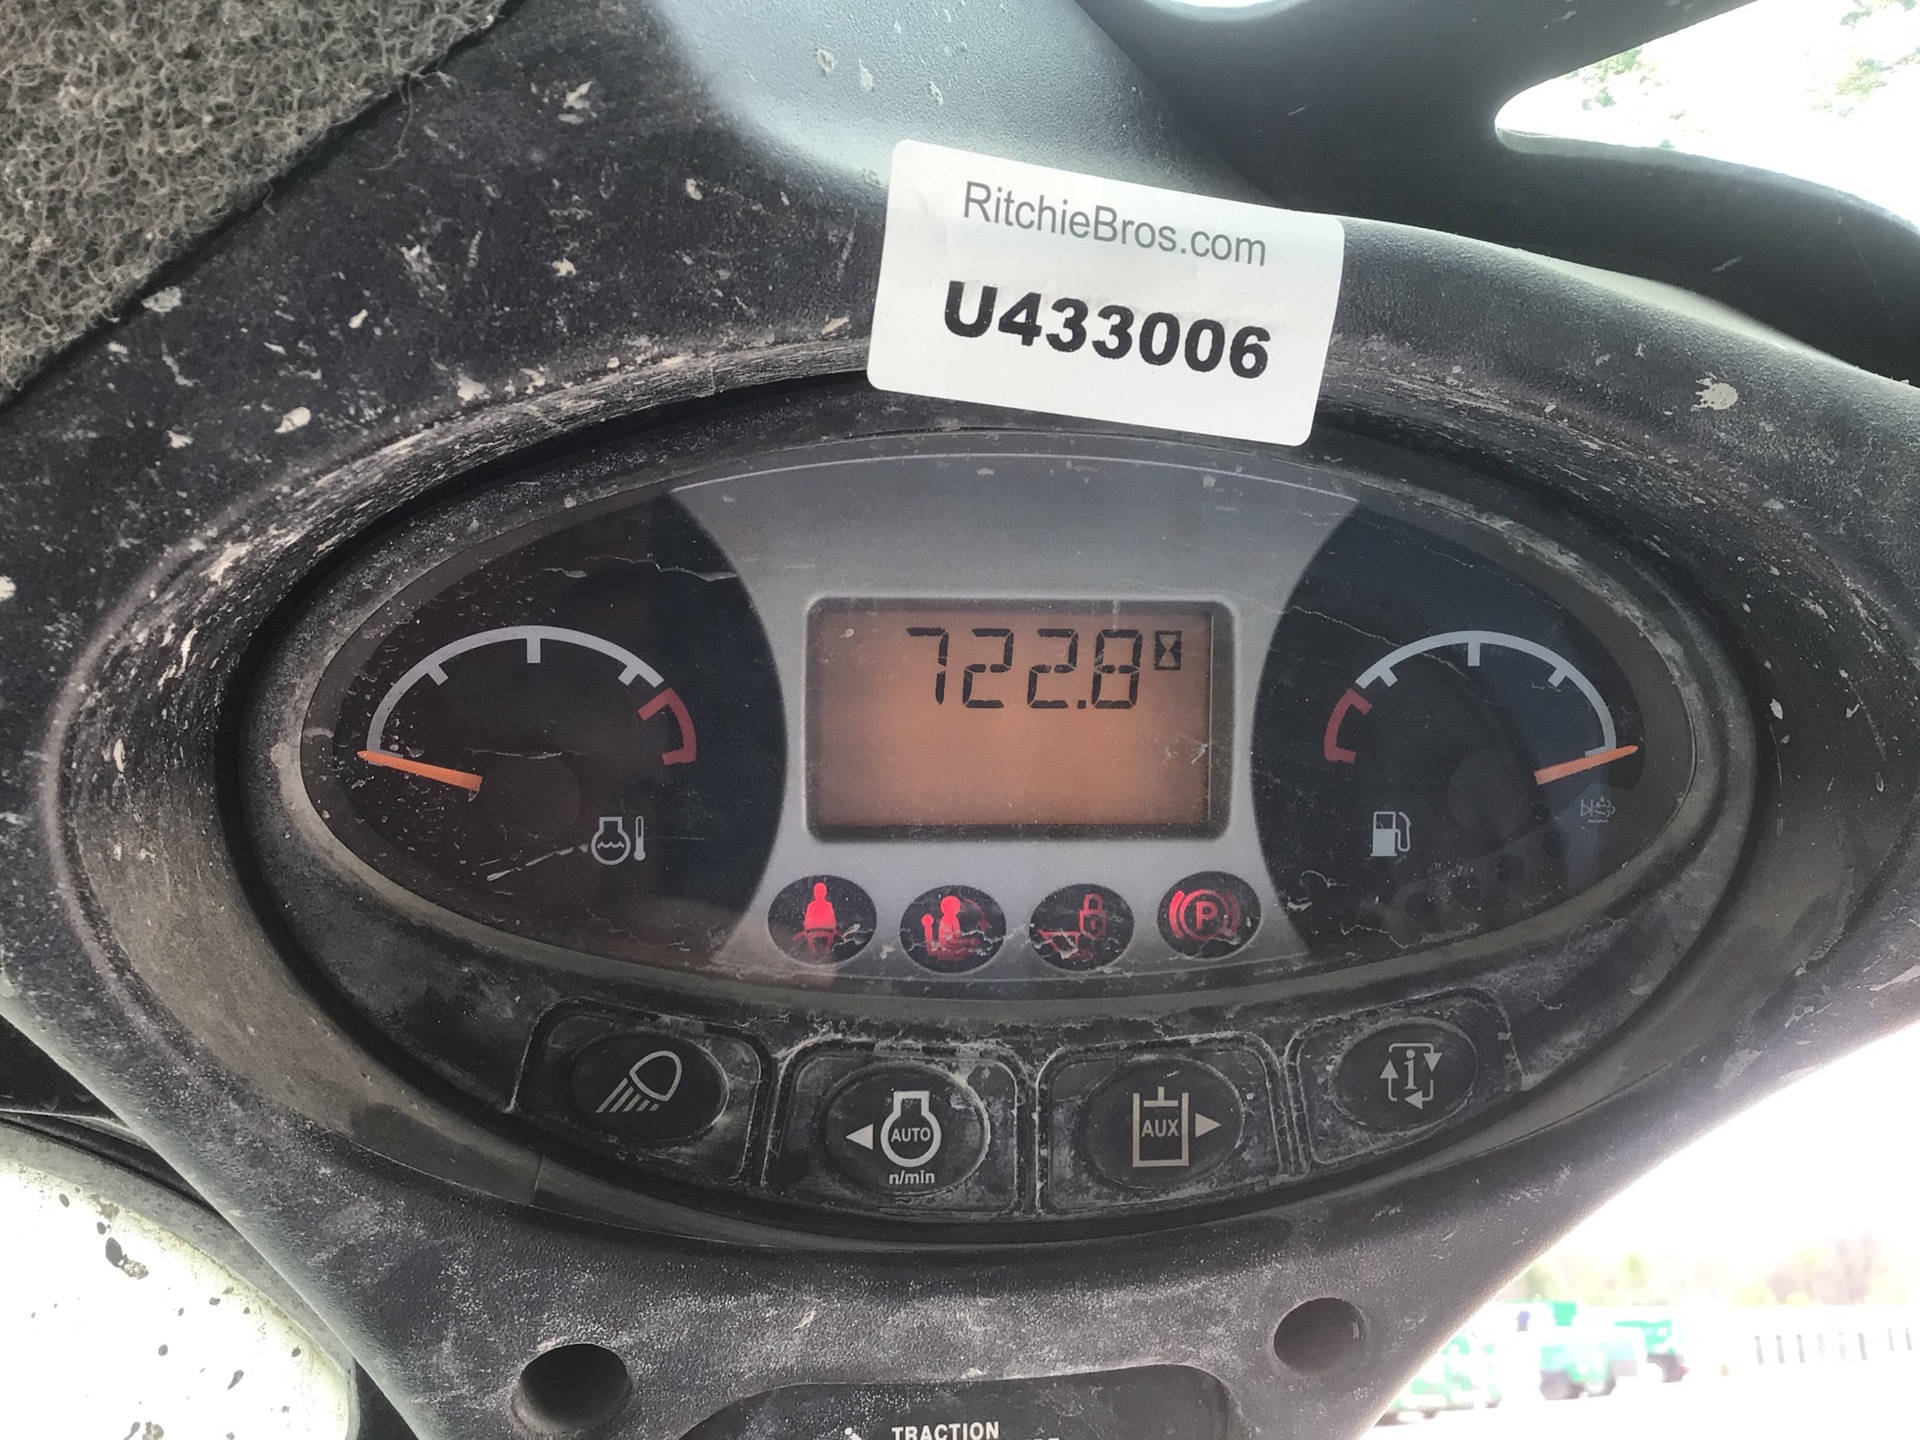 RitchieBros.com
U433006
722.8
P
AUTO
n/min
AUX
i
TRACTION